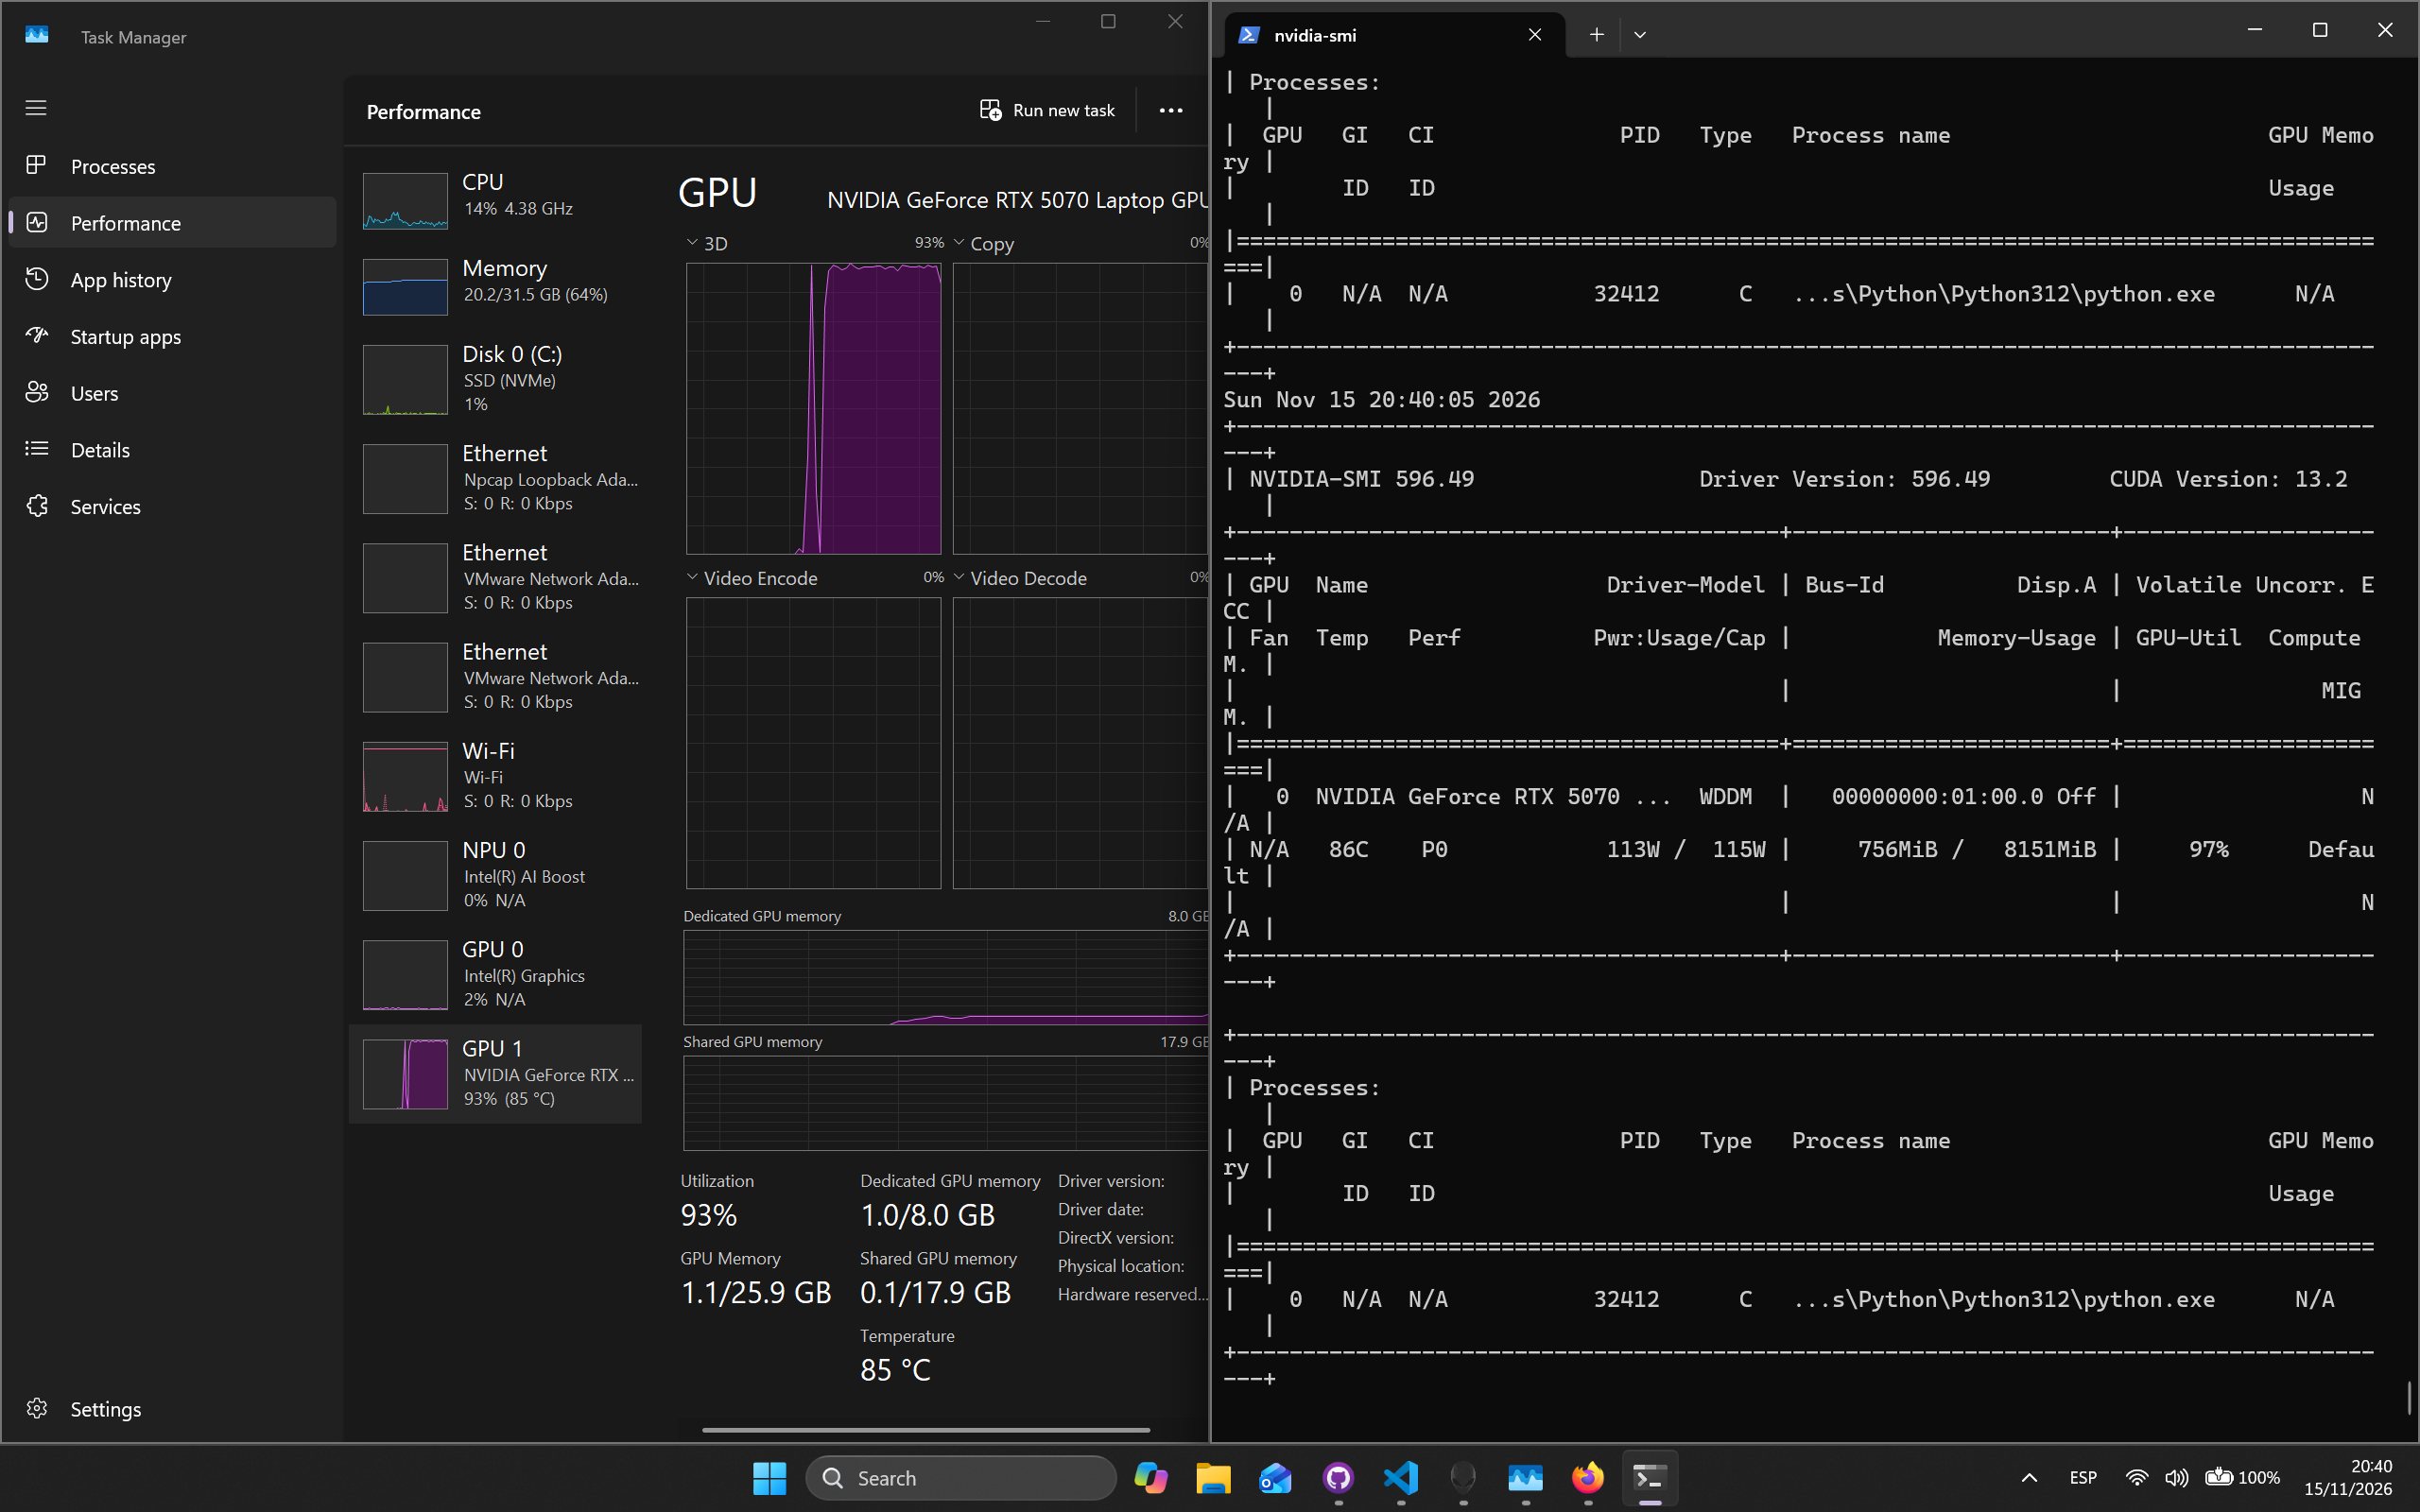 Task Manager
Processes
Performance
App history
Startup apps
Users
Details
Services
Settings
Performance
Run new task
CPU
14% 4.38 GHz
Memory
20.2/31.5 GB (64%)
Disk 0 (C:)
SSD (NVMe)
1%
Ethernet
Npcap Loopback Ada...
S: 0 R: 0 Kbps
Ethernet
VMware Network Ada...
S: 0 R: 0 Kbps
Ethernet
VMware Network Ada...
S: 0 R: 0 Kbps
Wi-Fi
Wi-Fi
S: 0 R: 0 Kbps
NPU 0
Intel(R) AI Boost
0% N/A
GPU 0
Intel(R) Graphics
2% N/A
GPU 1
NVIDIA GeForce RTX ...
93% (85 °C)
GPU NVIDIA GeForce RTX 5070 Laptop GPU
3D 93% Copy 0%
Video Encode 0% Video Decode 0%
Dedicated GPU memory 8.0 GB
Shared GPU memory 17.9 GB
Utilization
93%
GPU Memory
1.1/25.9 GB
Dedicated GPU memory
1.0/8.0 GB
Shared GPU memory
0.1/17.9 GB
Temperature
85 °C
Driver version:
Driver date:
DirectX version:
Physical location:
Hardware reserved...
nvidia-smi
| Processes:
|
| GPU GI CI PID Type Process name GPU Memo
ry |
| ID ID Usage
|
|======================================================================================
===|
| 0 N/A N/A 32412 C ...s\Python\Python312\python.exe N/A
|
+--------------------------------------------------------------------------------------
---+
Sun Nov 15 20:40:05 2026
+--------------------------------------------------------------------------------------
---+
| NVIDIA-SMI 596.49 Driver Version: 596.49 CUDA Version: 13.2
|
+-----------------------------------------+------------------------+-------------------
---+
| GPU Name Driver-Model | Bus-Id Disp.A | Volatile Uncorr. E
CC |
| Fan Temp Perf Pwr:Usage/Cap | Memory-Usage | GPU-Util Compute
M. |
| | | MIG
M. |
|=========================================+========================+===================
===|
| 0 NVIDIA GeForce RTX 5070 ... WDDM | 00000000:01:00.0 Off | N
/A |
| N/A 86C P0 113W / 115W | 756MiB / 8151MiB | 97% Defau
lt |
| | | N
/A |
+-----------------------------------------+------------------------+-------------------
---+
+--------------------------------------------------------------------------------------
---+
| Processes:
|
| GPU GI CI PID Type Process name GPU Memo
ry |
| ID ID Usage
|
|======================================================================================
===|
| 0 N/A N/A 32412 C ...s\Python\Python312\python.exe N/A
|
+--------------------------------------------------------------------------------------
---+
Search
ESP
100%
20:40
15/11/2026